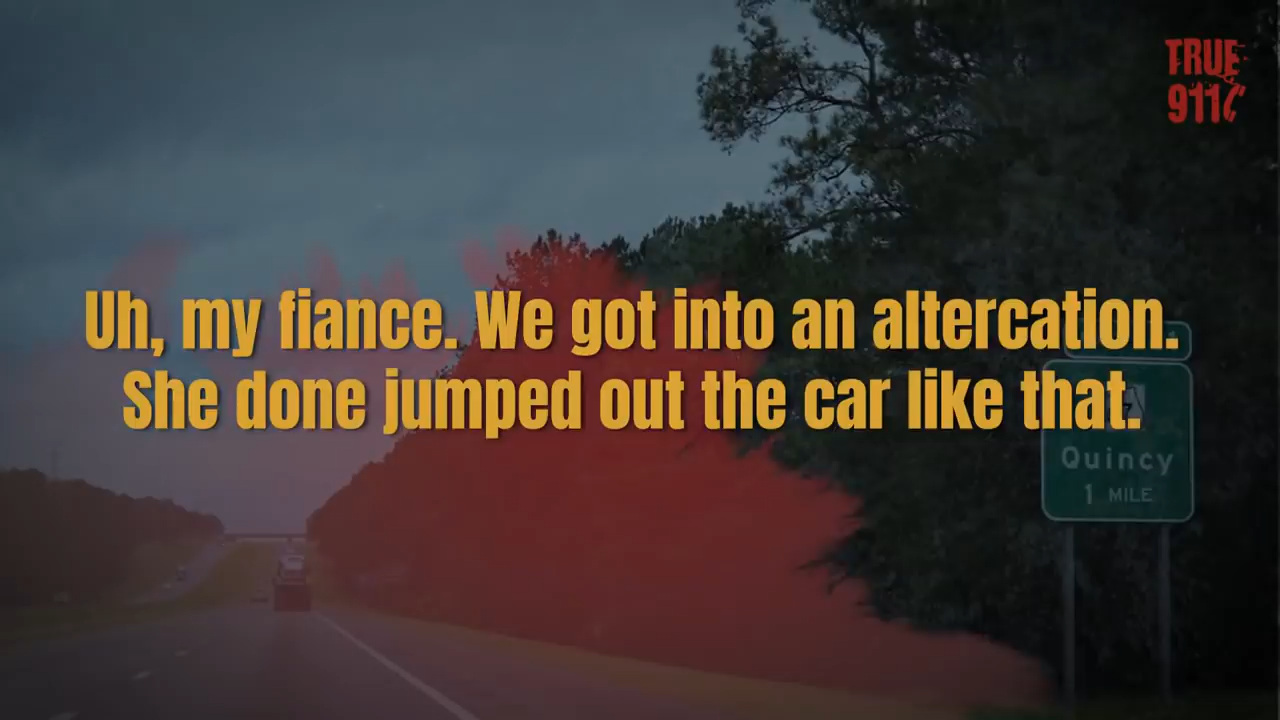 TRUE
911
Uh, my fiance. We got into an altercation.
She done jumped out the car like that.
Quincy
1 MILE